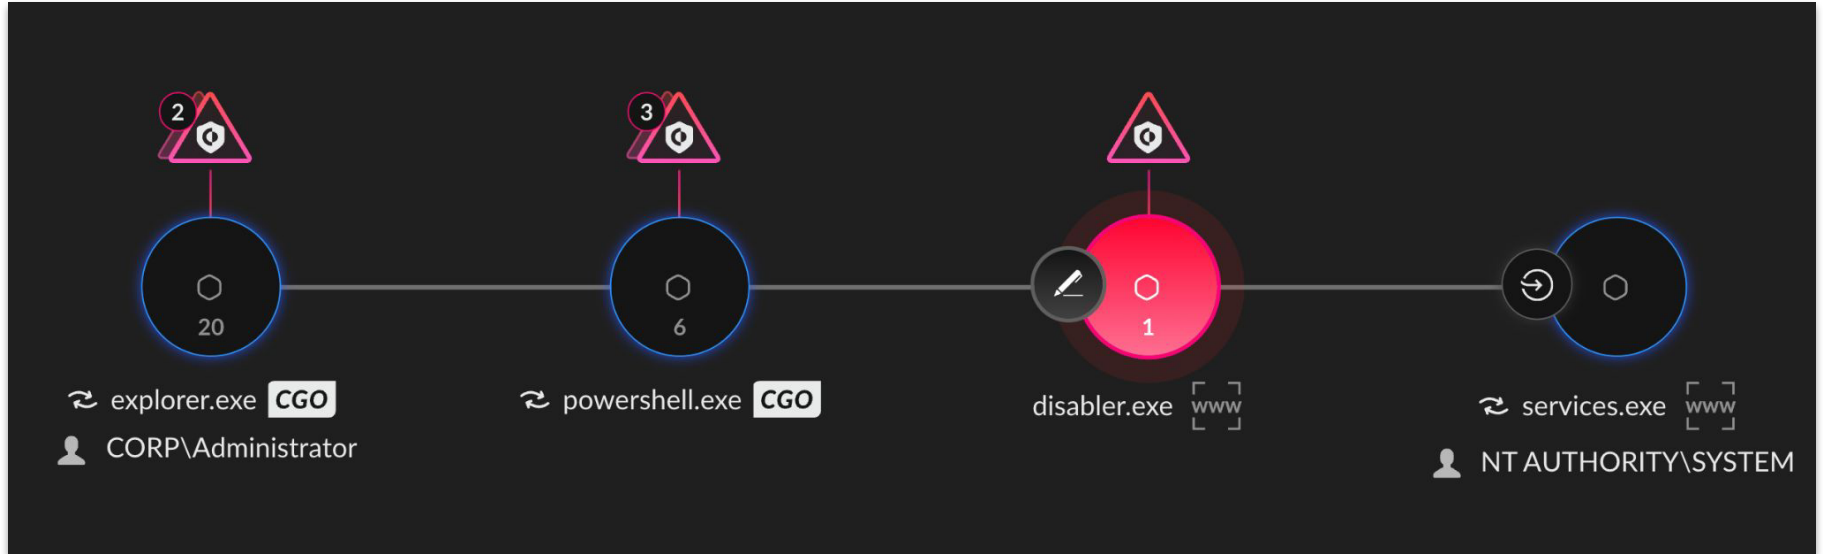 2
3
20
6
1
explorer.exe CGO
powershell.exe CGO
disabler.exe www
services.exe www
CORP\Administrator
NT AUTHORITY\SYSTEM